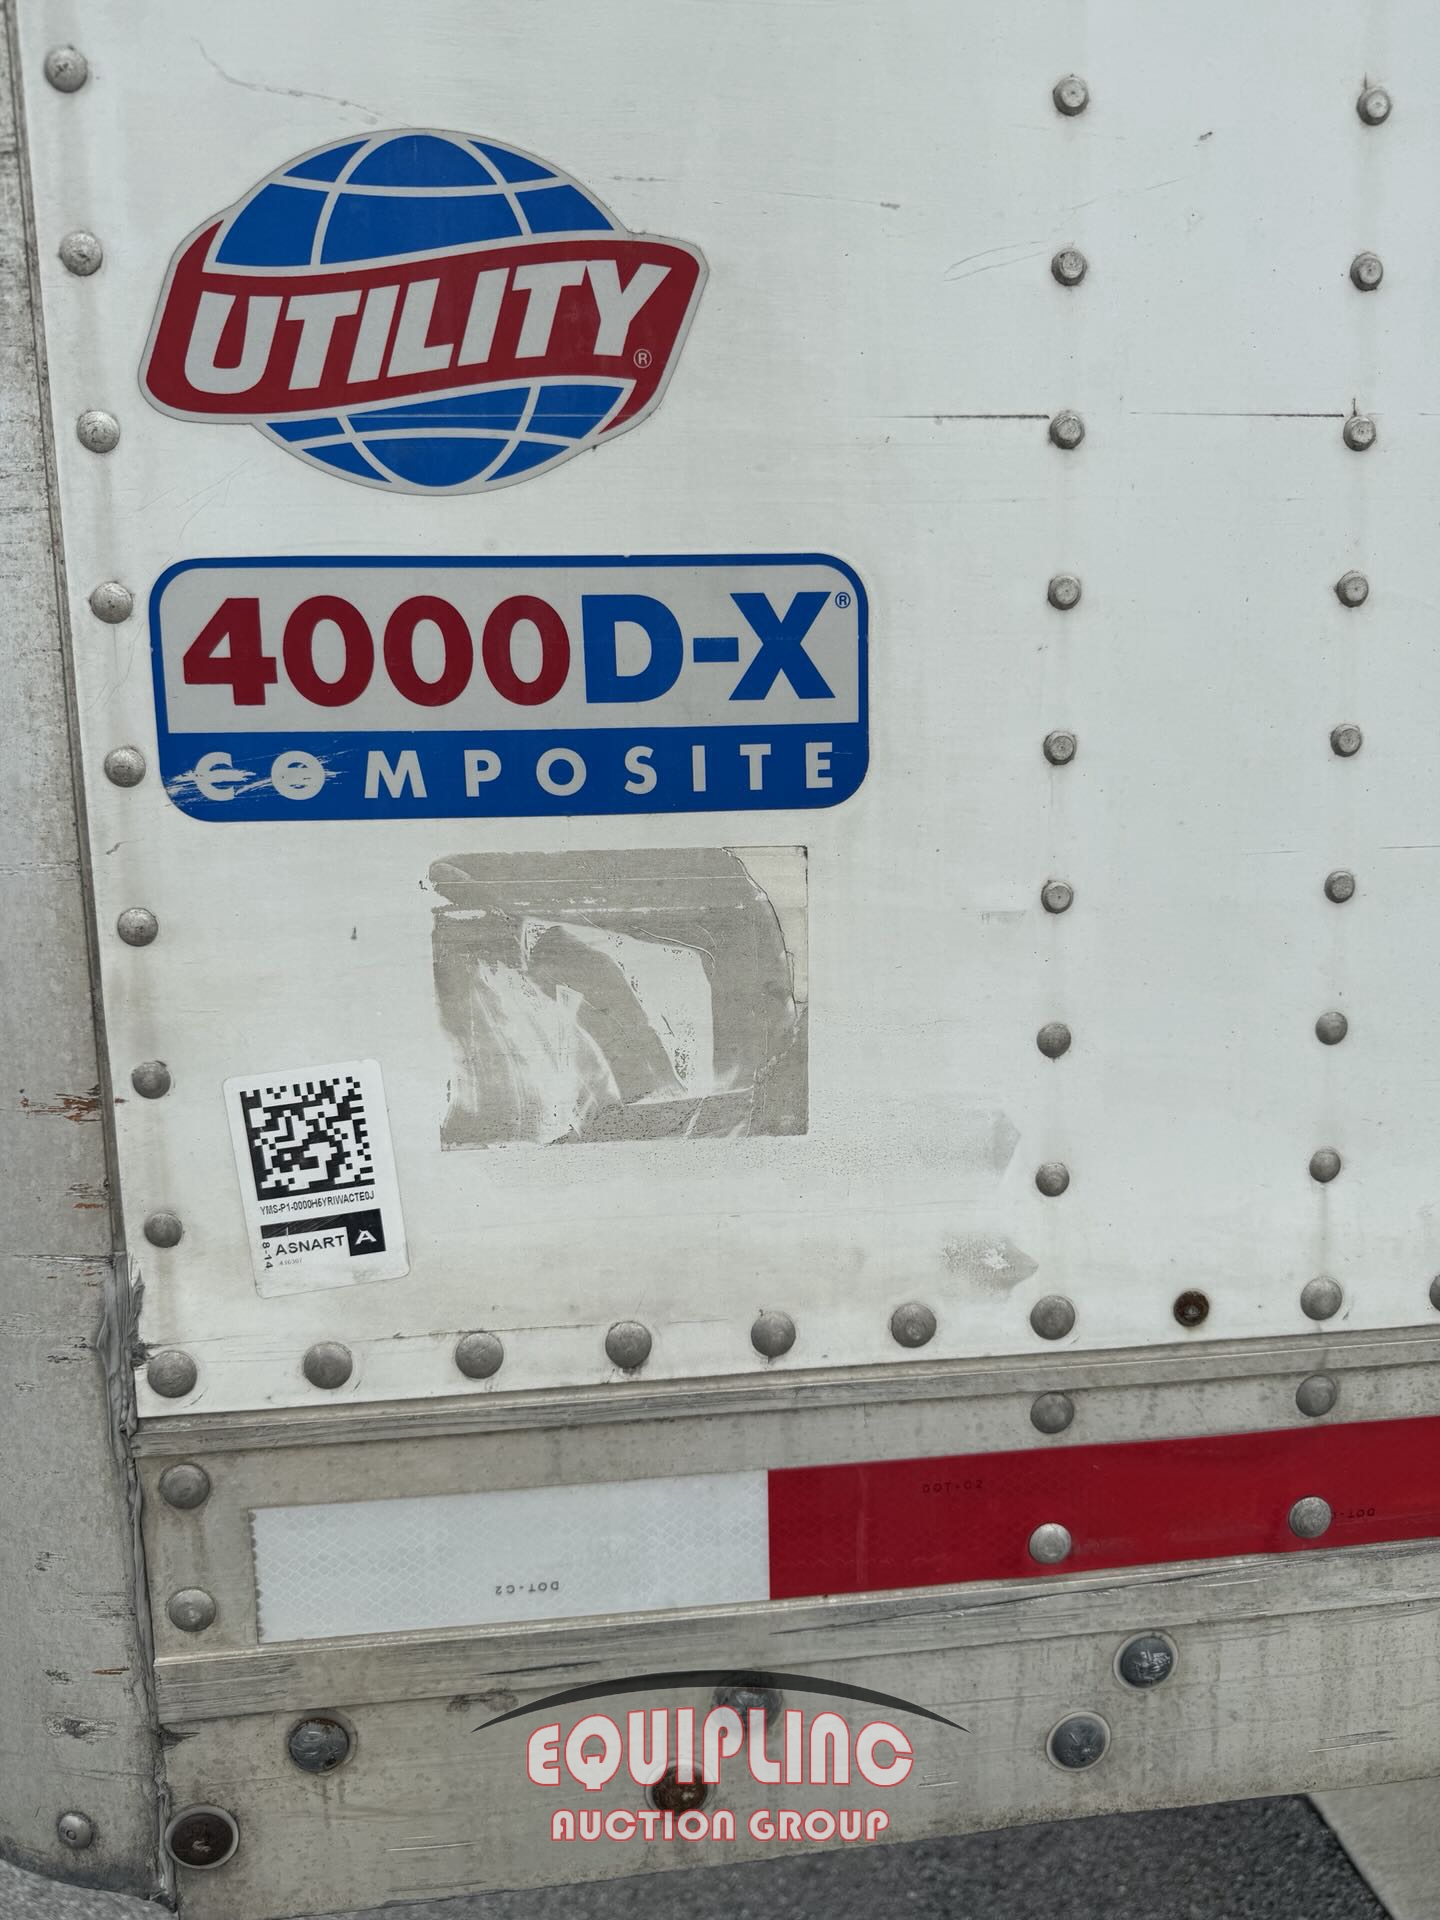 UTILITY®
4000D-X®
COMPOSITE
YMS-P1-0000H6YRIWACTE0J
8-14
ASNART A
DOT-C2
DOT-C2
EQUIPLINC
AUCTION GROUP